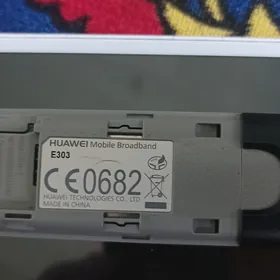 HUAWEI Mobile Broadband
E303
CE0682
HUAWEI TECHNOLOGIES CO., LTD
MADE IN CHINA